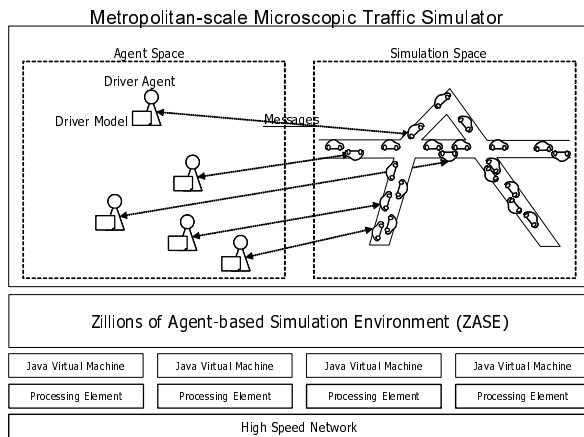 Metropolitan-scale Microscopic Traffic Simulator
Agent Space
Simulation Space
Driver Agent
Driver Model
Messages
Zillions of Agent-based Simulation Environment (ZASE)
Java Virtual Machine
Java Virtual Machine
Java Virtual Machine
Java Virtual Machine
Processing Element
Processing Element
Processing Element
Processing Element
High Speed Network